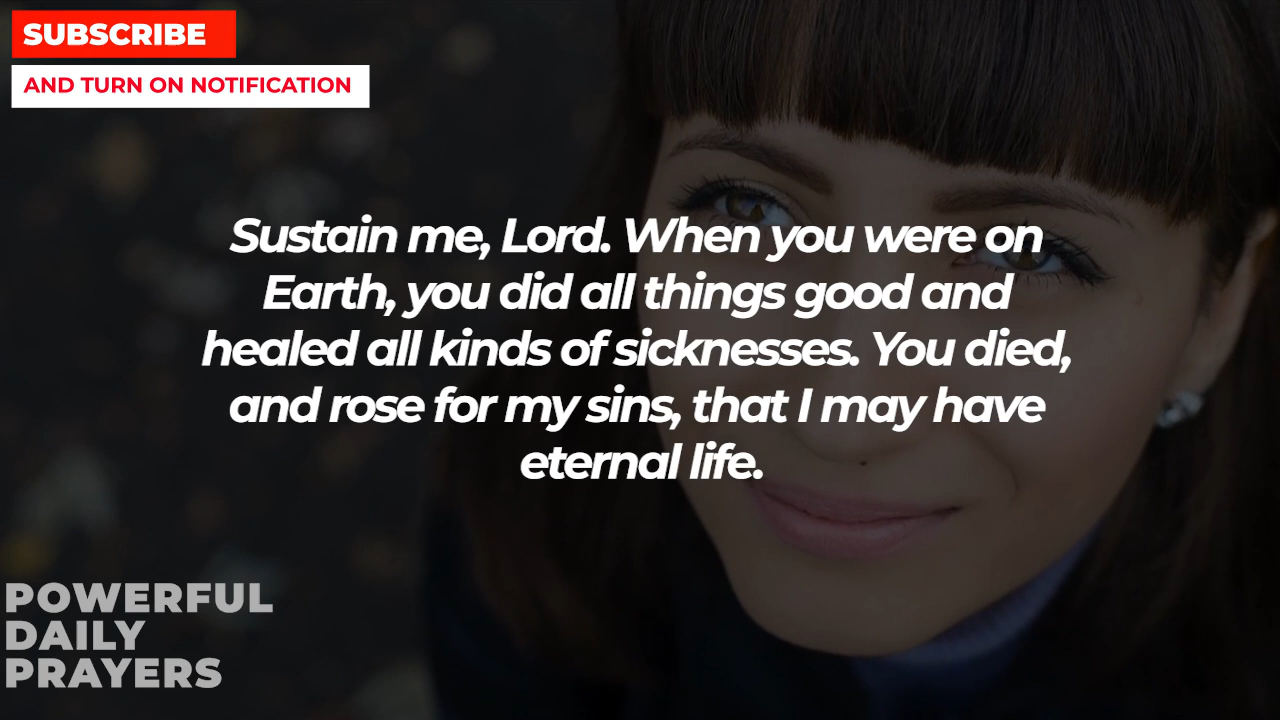 SUBSCRIBE
AND TURN ON NOTIFICATION
Sustain me, Lord. When you were on
Earth, you did all things good and
healed all kinds of sicknesses. You died,
and rose for my sins, that I may have
eternal life.
POWERFUL
DAILY
PRAYERS